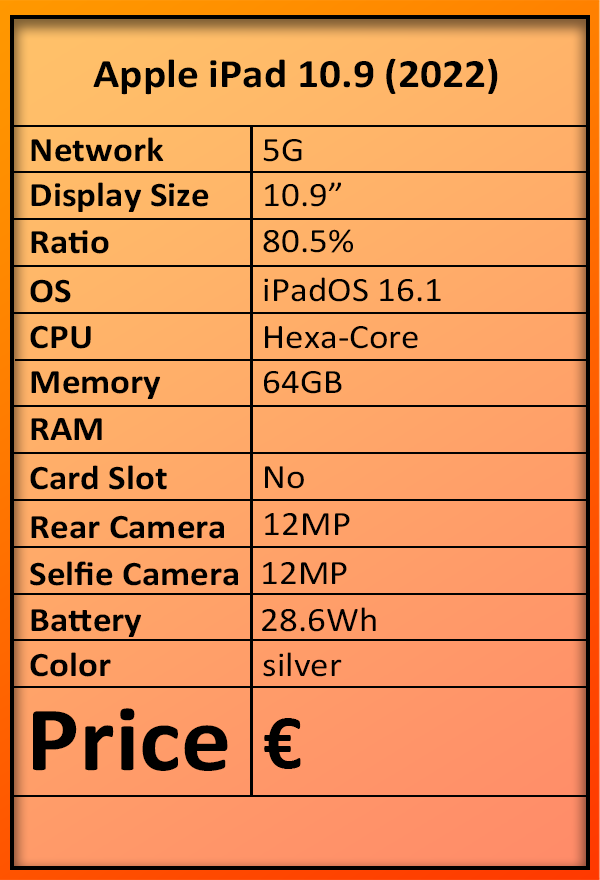 Apple iPad 10.9 (2022)
Network 5G
Display Size 10.9”
Ratio 80.5%
OS iPadOS 16.1
CPU Hexa-Core
Memory 64GB
RAM
Card Slot No
Rear Camera 12MP
Selfie Camera 12MP
Battery 28.6Wh
Color silver
Price €